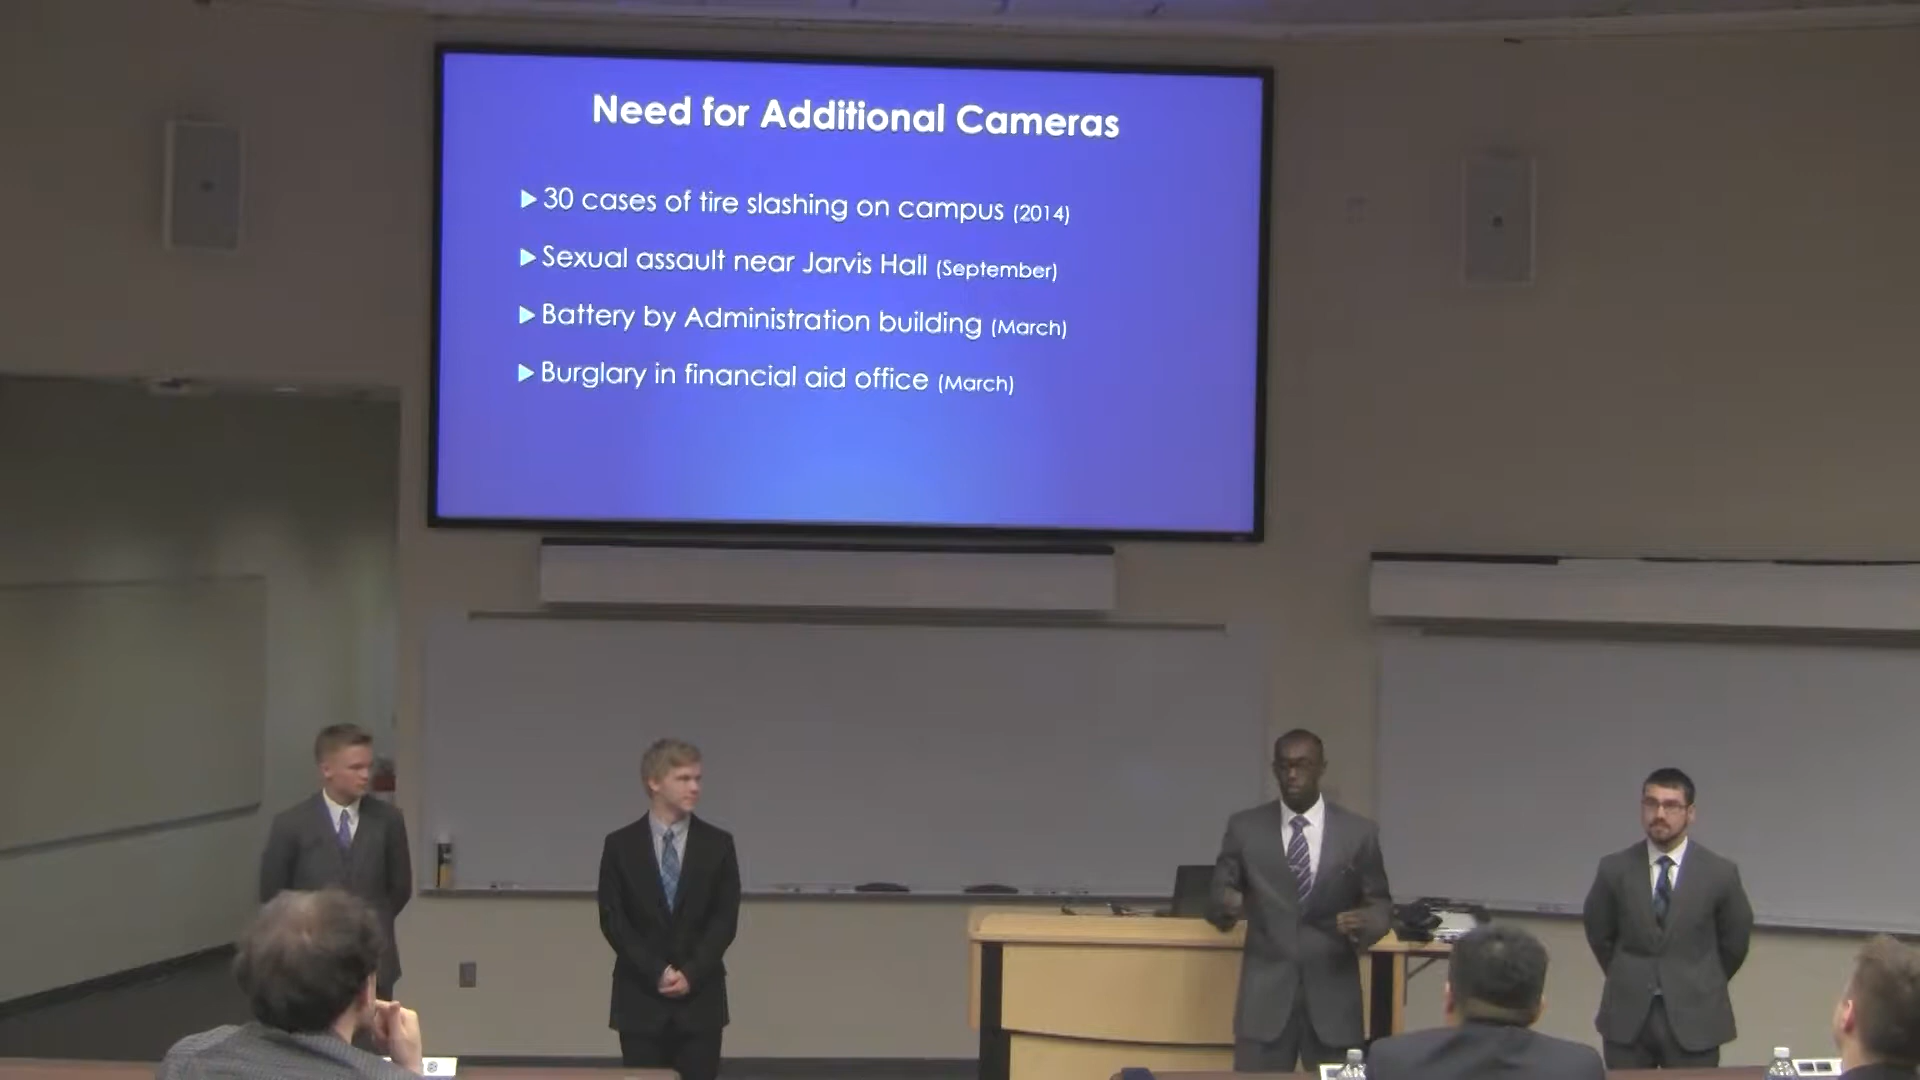 Need for Additional Cameras
30 cases of tire slashing on campus (2014)
Sexual assault near Jarvis Hall (September)
Battery by Administration building (March)
Burglary in financial aid office (March)